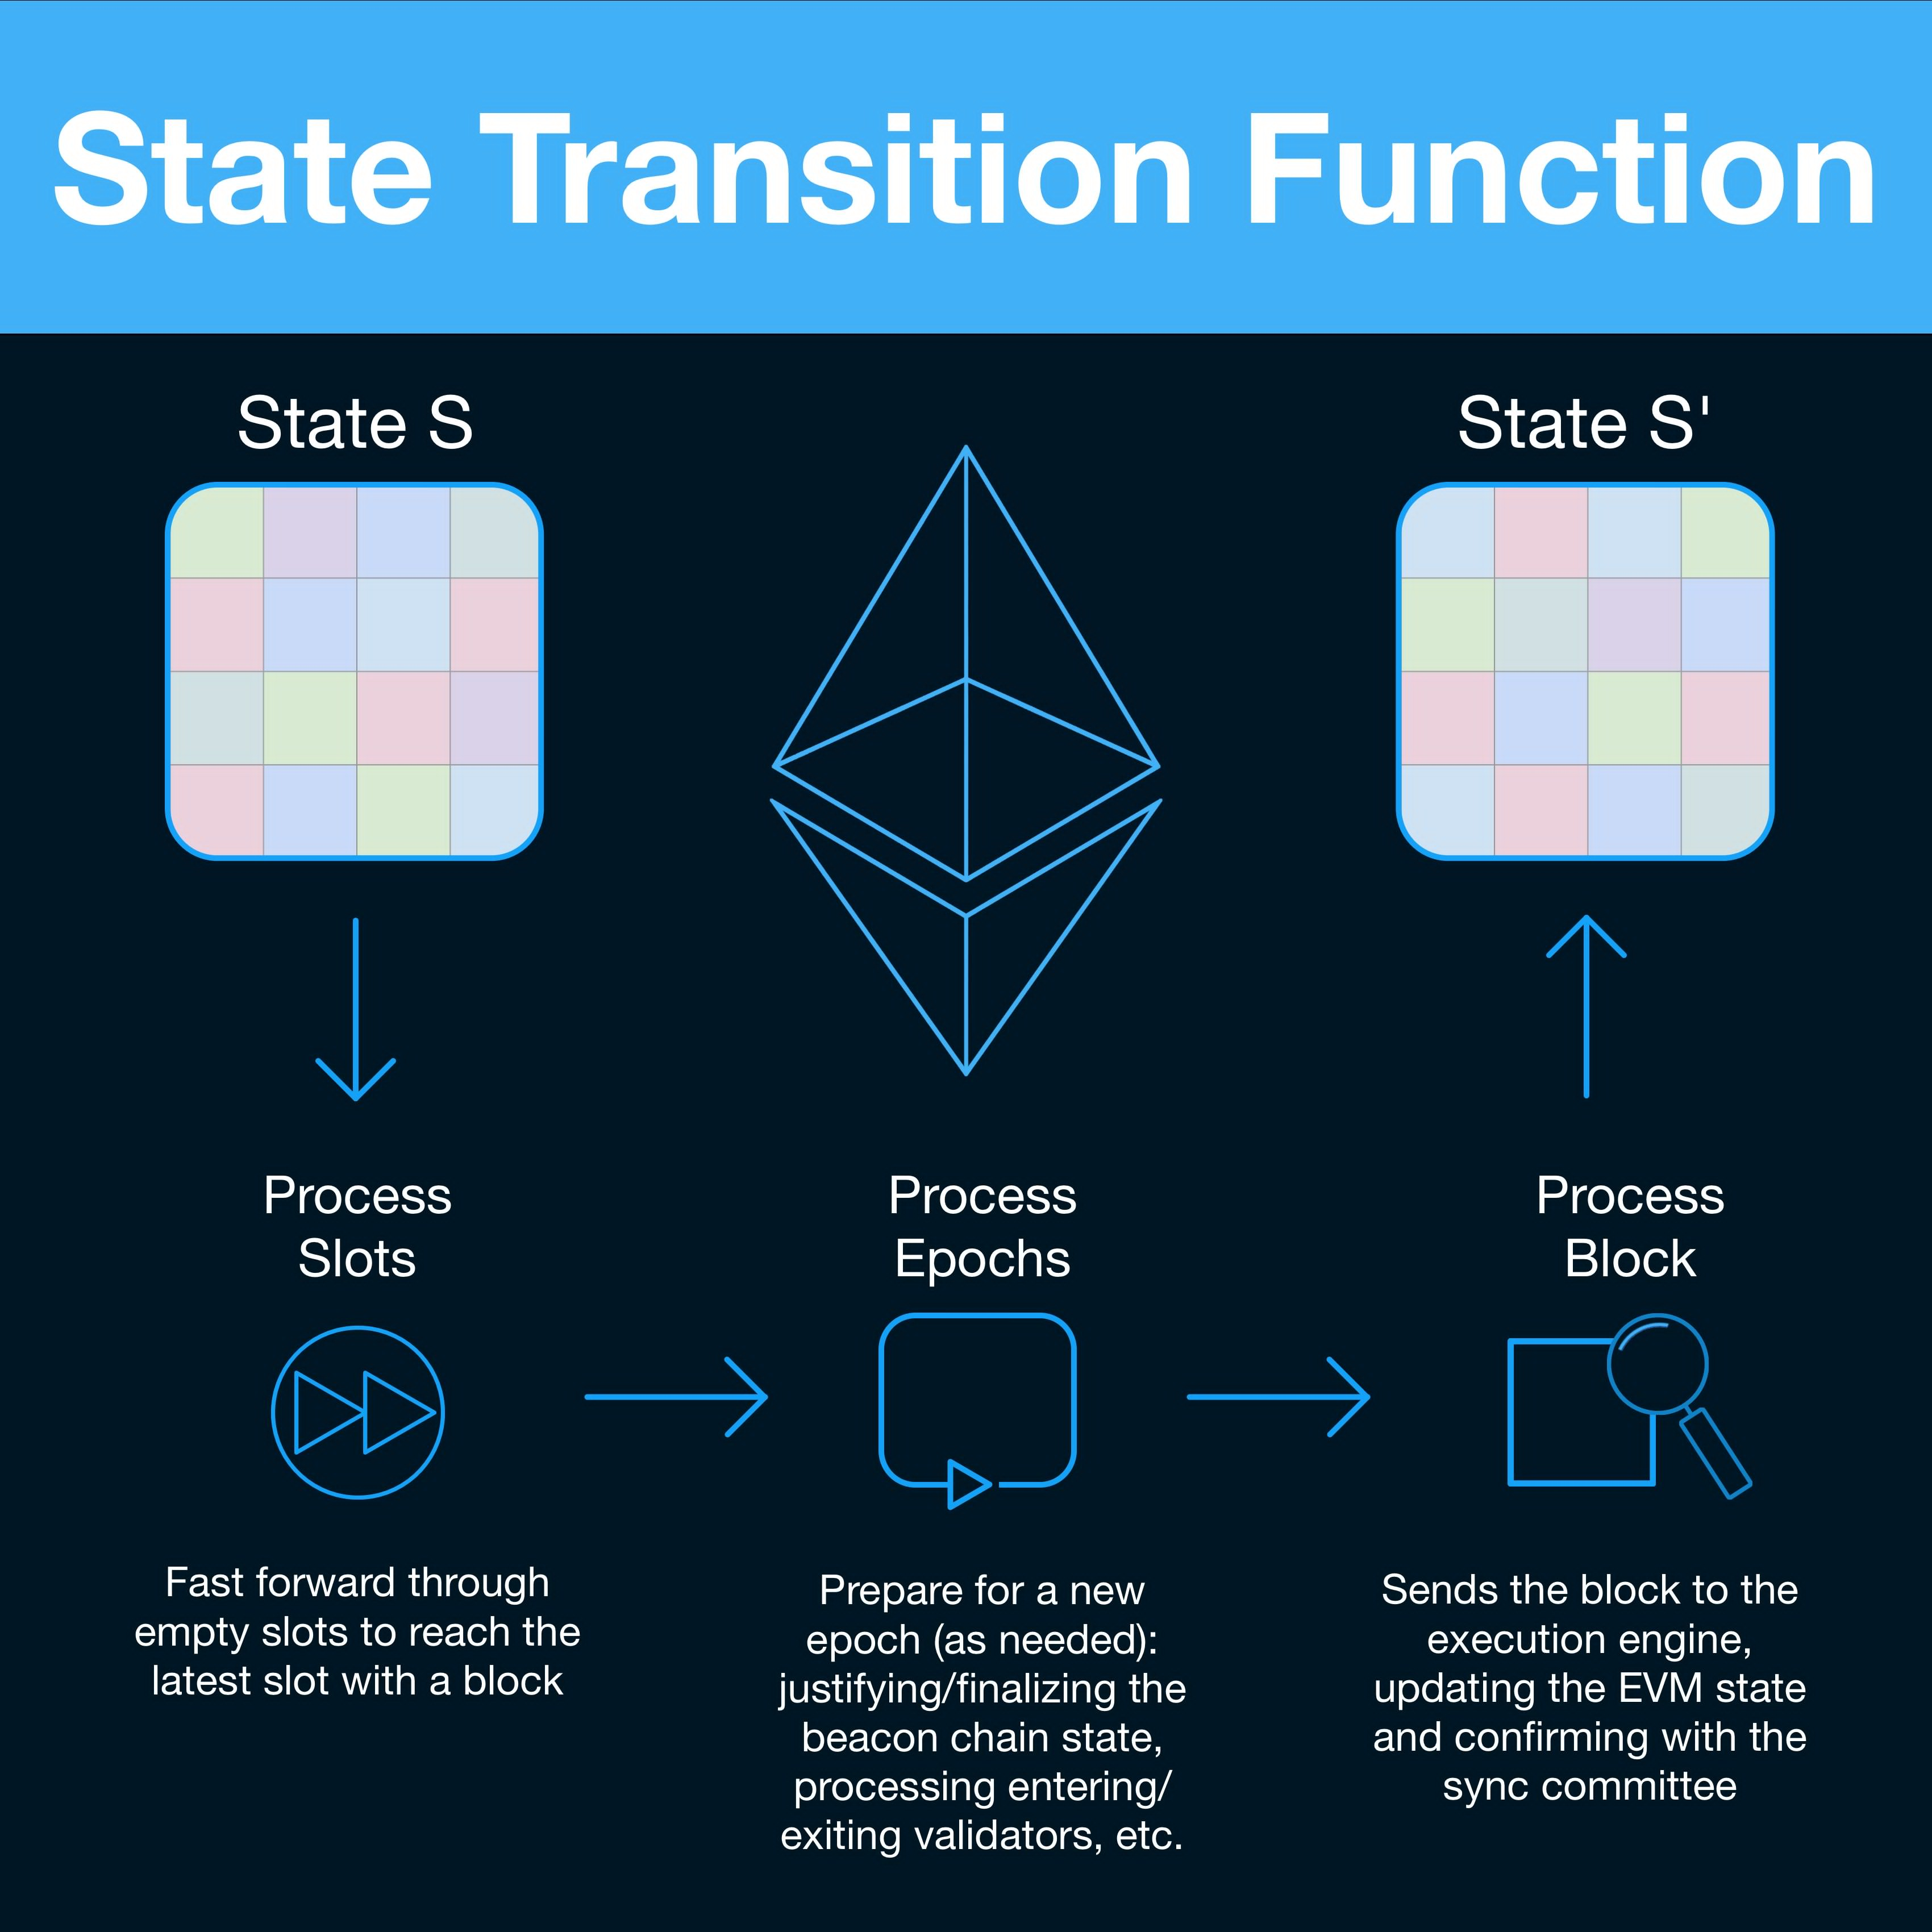 State Transition Function
State S
State S'
Process
Slots
Fast forward through
empty slots to reach the
latest slot with a block
Process
Epochs
Prepare for a new
epoch (as needed):
justifying/finalizing the
beacon chain state,
processing entering/
exiting validators, etc.
Process
Block
Sends the block to the
execution engine,
updating the EVM state
and confirming with the
sync committee